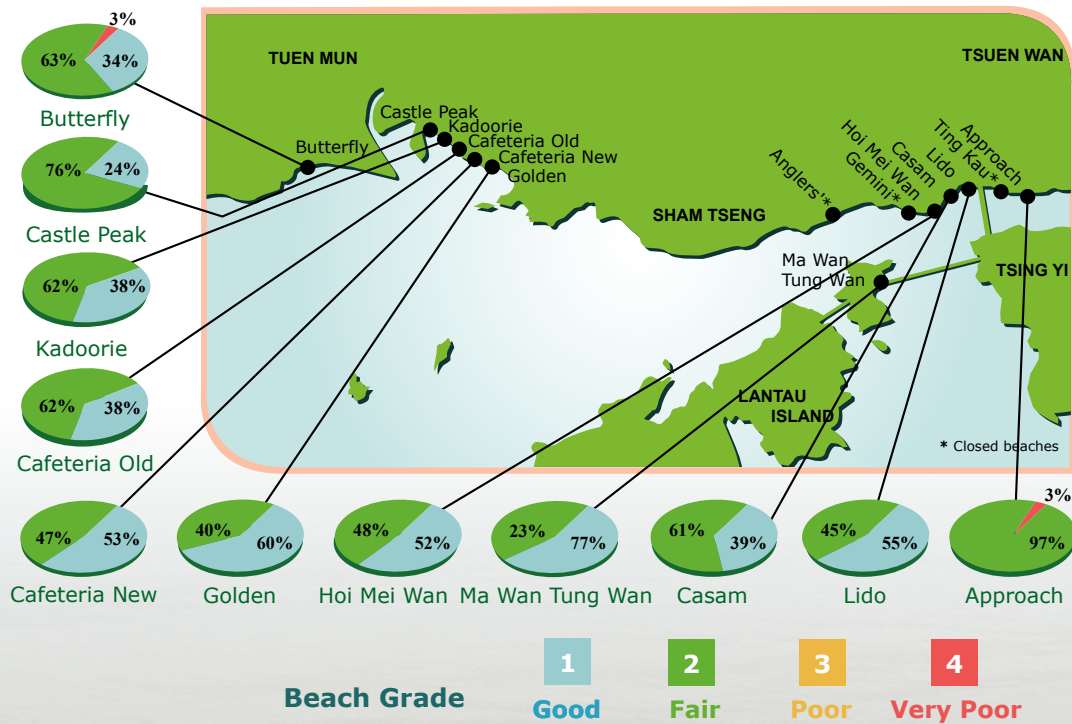 3%
63%
34%
Butterfly
76%
24%
Castle Peak
62%
38%
Kadoorie
62%
38%
Cafeteria Old
TUEN MUN
TSUEN WAN
Castle Peak
Kadoorie
Cafeteria Old
Cafeteria New
Golden
Butterfly
SHAM TSENG
Anglers'*
Gemini*
Hoi Mei Wan
Casam
Lido
Ting Kau*
Approach
Ma Wan
Tung Wan
TSING YI
LANTAU
ISLAND
* Closed beaches
47%
53%
Cafeteria New
40%
60%
Golden
48%
52%
Hoi Mei Wan
23%
77%
Ma Wan Tung Wan
61%
39%
Casam
45%
55%
Lido
3%
97%
Approach
Beach Grade
1
Good
2
Fair
3
Poor
4
Very Poor